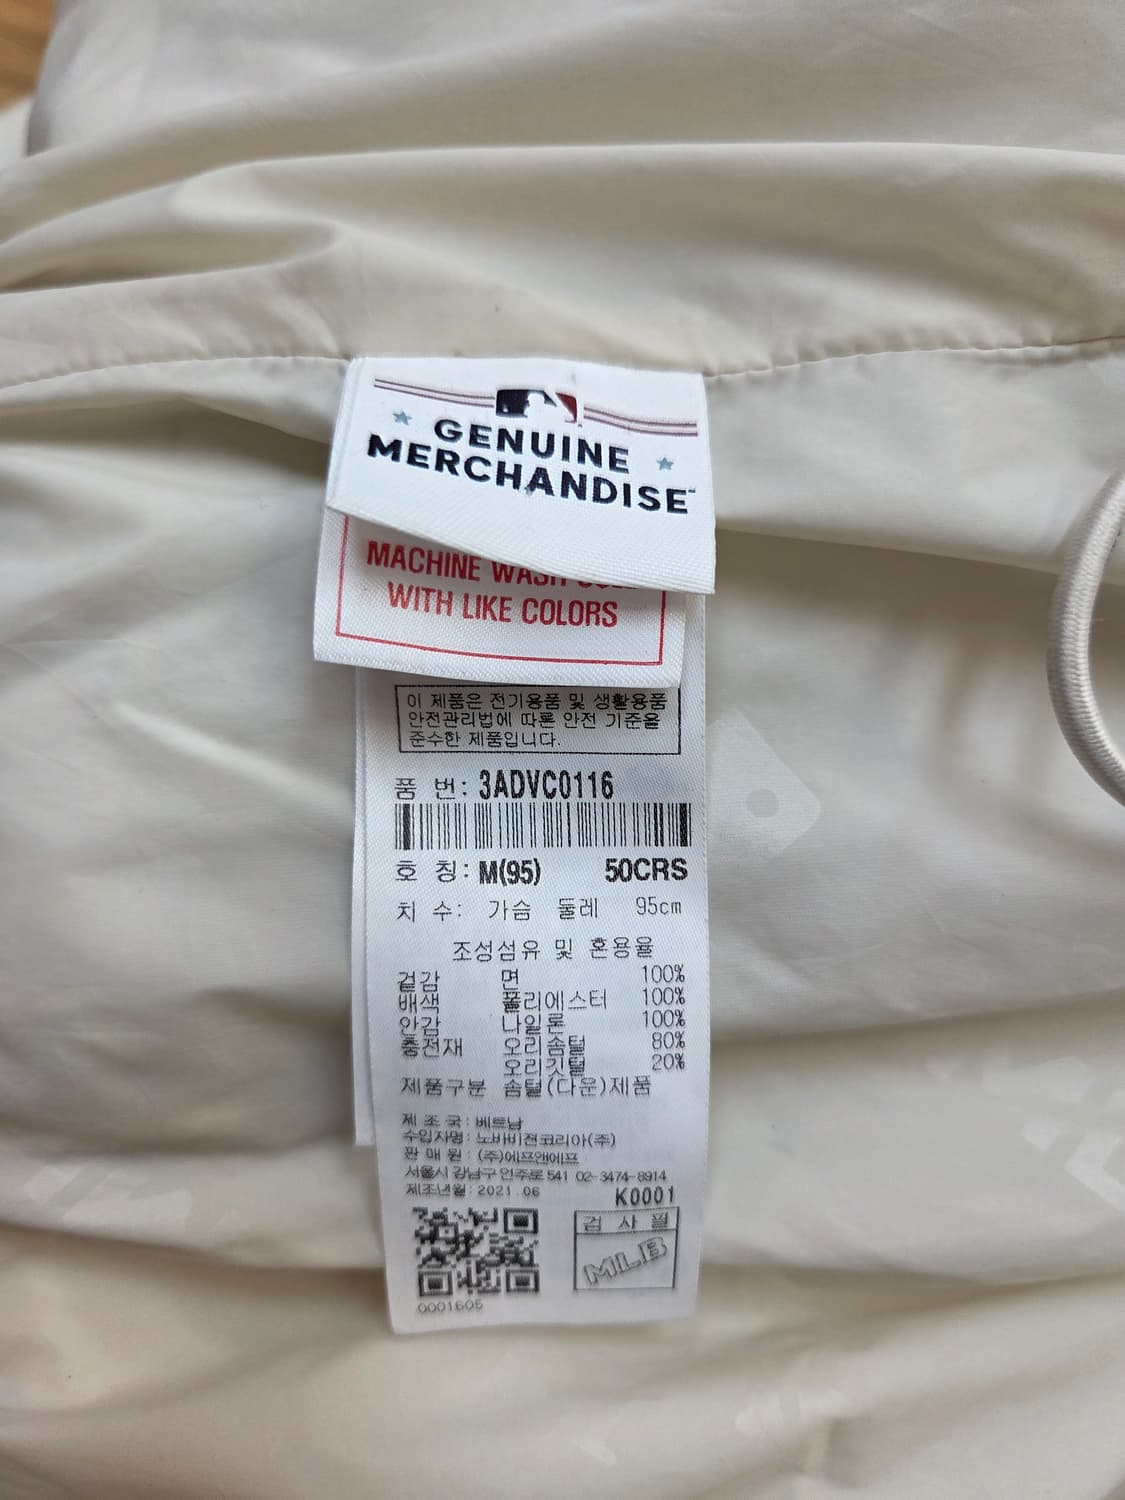 GENUINE
MERCHANDISE™
MACHINE WASH
WITH LIKE COLORS
이 제품은 전기용품 및 생활용품
안전관리법에 따른 안전 기준을
준수한 제품입니다.
품 번: 3ADVC0116
호 칭: M(95) 50CRS
치 수: 가슴 둘레 95cm
조성섬유 및 혼용율
겉감 면 100%
배색 폴리에스터 100%
안감 나일론 100%
충전재 오리솜털 80%
오리깃털 20%
제품구분 솜털(다운)제품
제 조 국: 베트남
수입자명: 노바비젼코리아(주)
판 매 원: (주)에프앤에프
서울시 강남구 언주로 541 02-3474-8914
제조년월: 2021.06 K0001
검 사 필
MLB
0001605